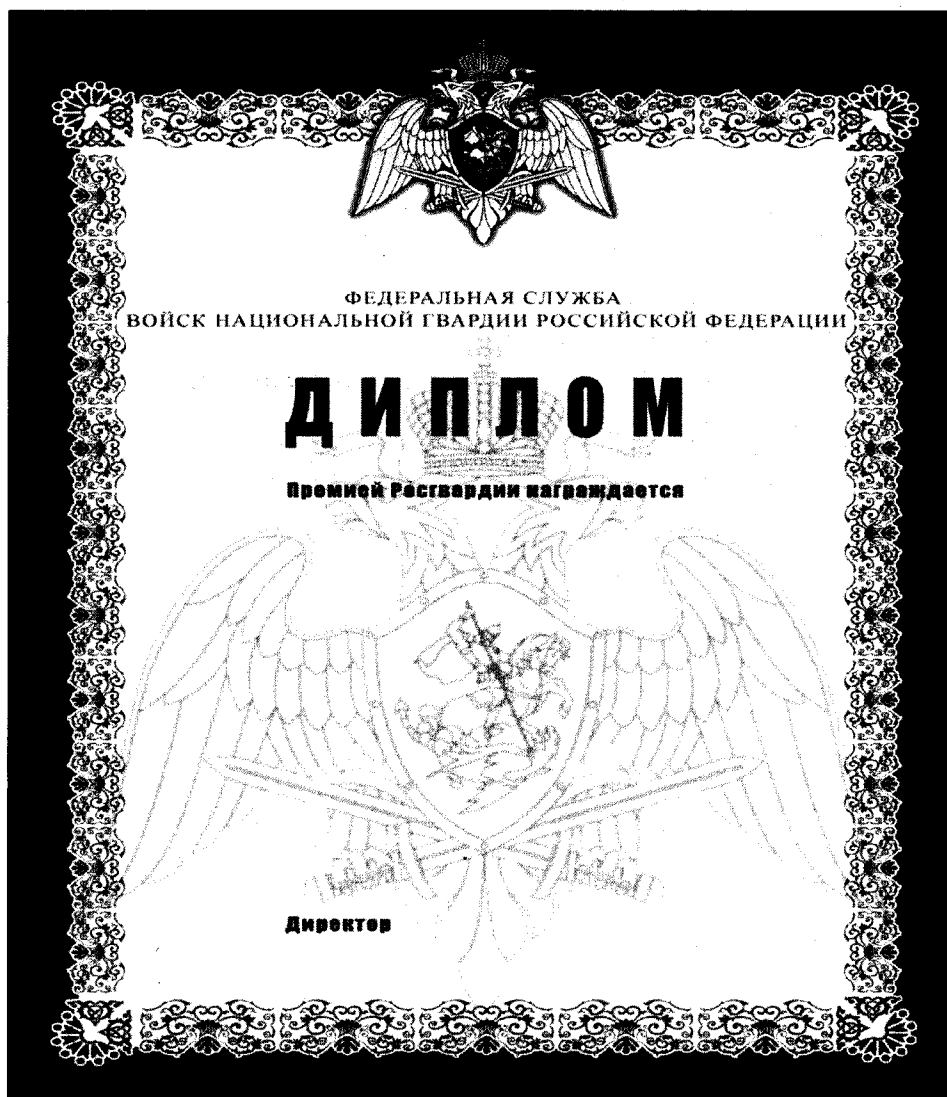 ФЕДЕРАЛЬНАЯ СЛУЖБА
ВОЙСК НАЦИОНАЛЬНОЙ ГВАРДИИ РОССИЙСКОЙ ФЕДЕРАЦИИ
ДИПЛОМ
Премией Росгвардии награждается
Директор